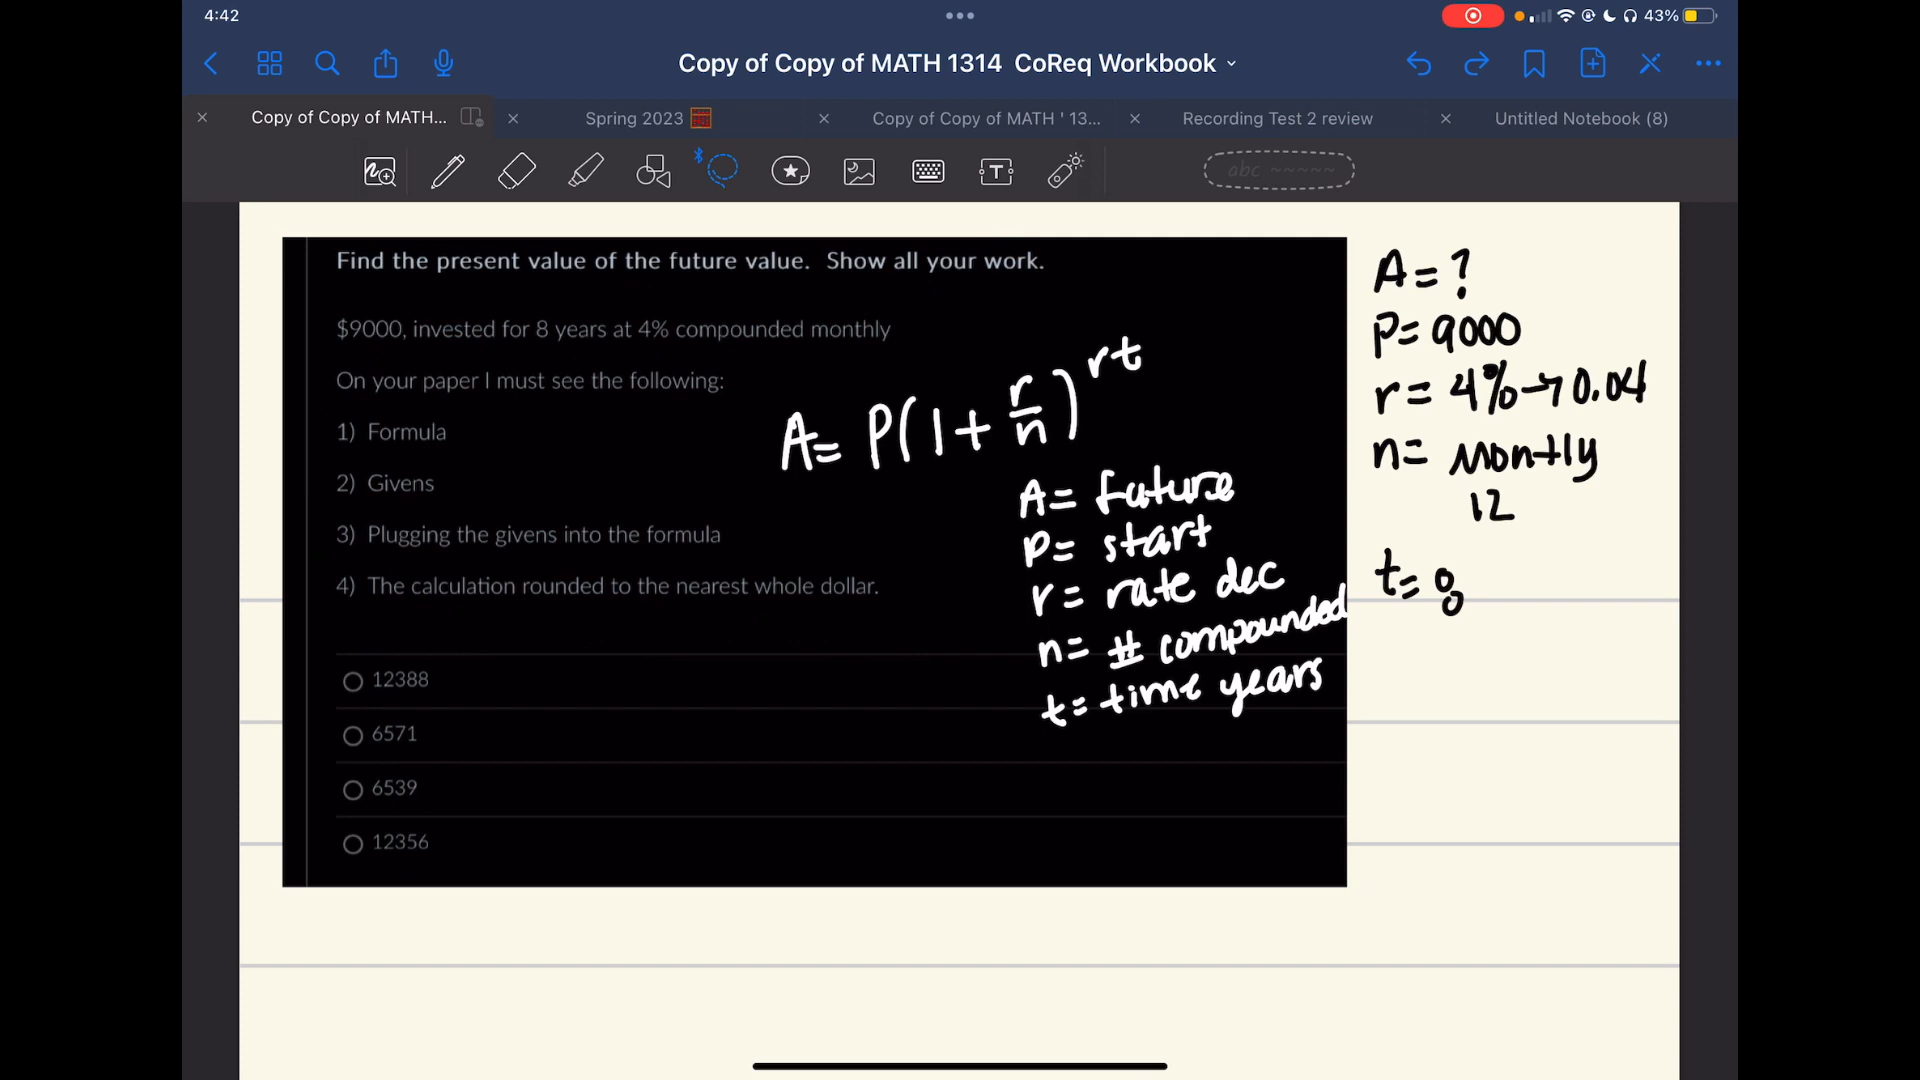 4:42
43%
Copy of Copy of MATH 1314 CoReq Workbook
Copy of Copy of MATH...
Spring 2023
Copy of Copy of MATH ' 13...
Recording Test 2 review
Untitled Notebook (8)
T
abc ~~~~~
Find the present value of the future value. Show all your work.
$9000, invested for 8 years at 4% compounded monthly
On your paper I must see the following:
1) Formula
2) Givens
3) Plugging the givens into the formula
4) The calculation rounded to the nearest whole dollar.
12388
6571
6539
12356
A= P(1+ r/n)^rt
A= future
P= start
r= rate dec
n= # compounded
t= time years
A=?
P= 9000
r= 4%→0.04
n= Montly
12
t= 8